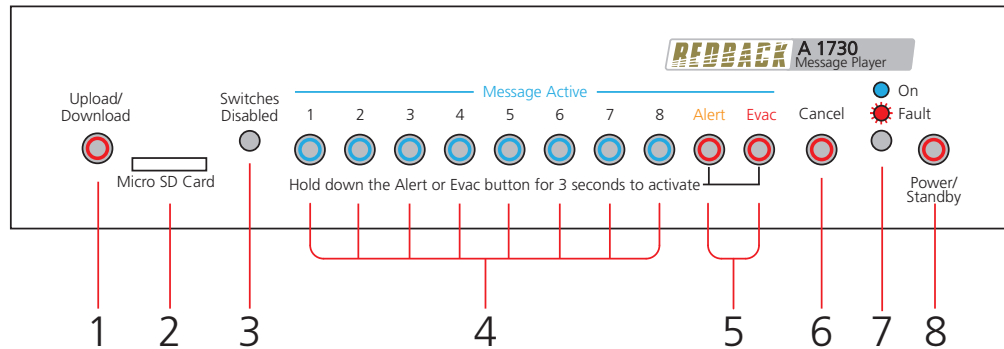 REDBACK A 1730
Message Player
Upload/
Download
Switches
Disabled
Message Active
1 2 3 4 5 6 7 8 Alert Evac
Cancel
On
Fault
Micro SD Card
Hold down the Alert or Evac button for 3 seconds to activate
Power/
Standby
1 2 3 4 5 6 7 8